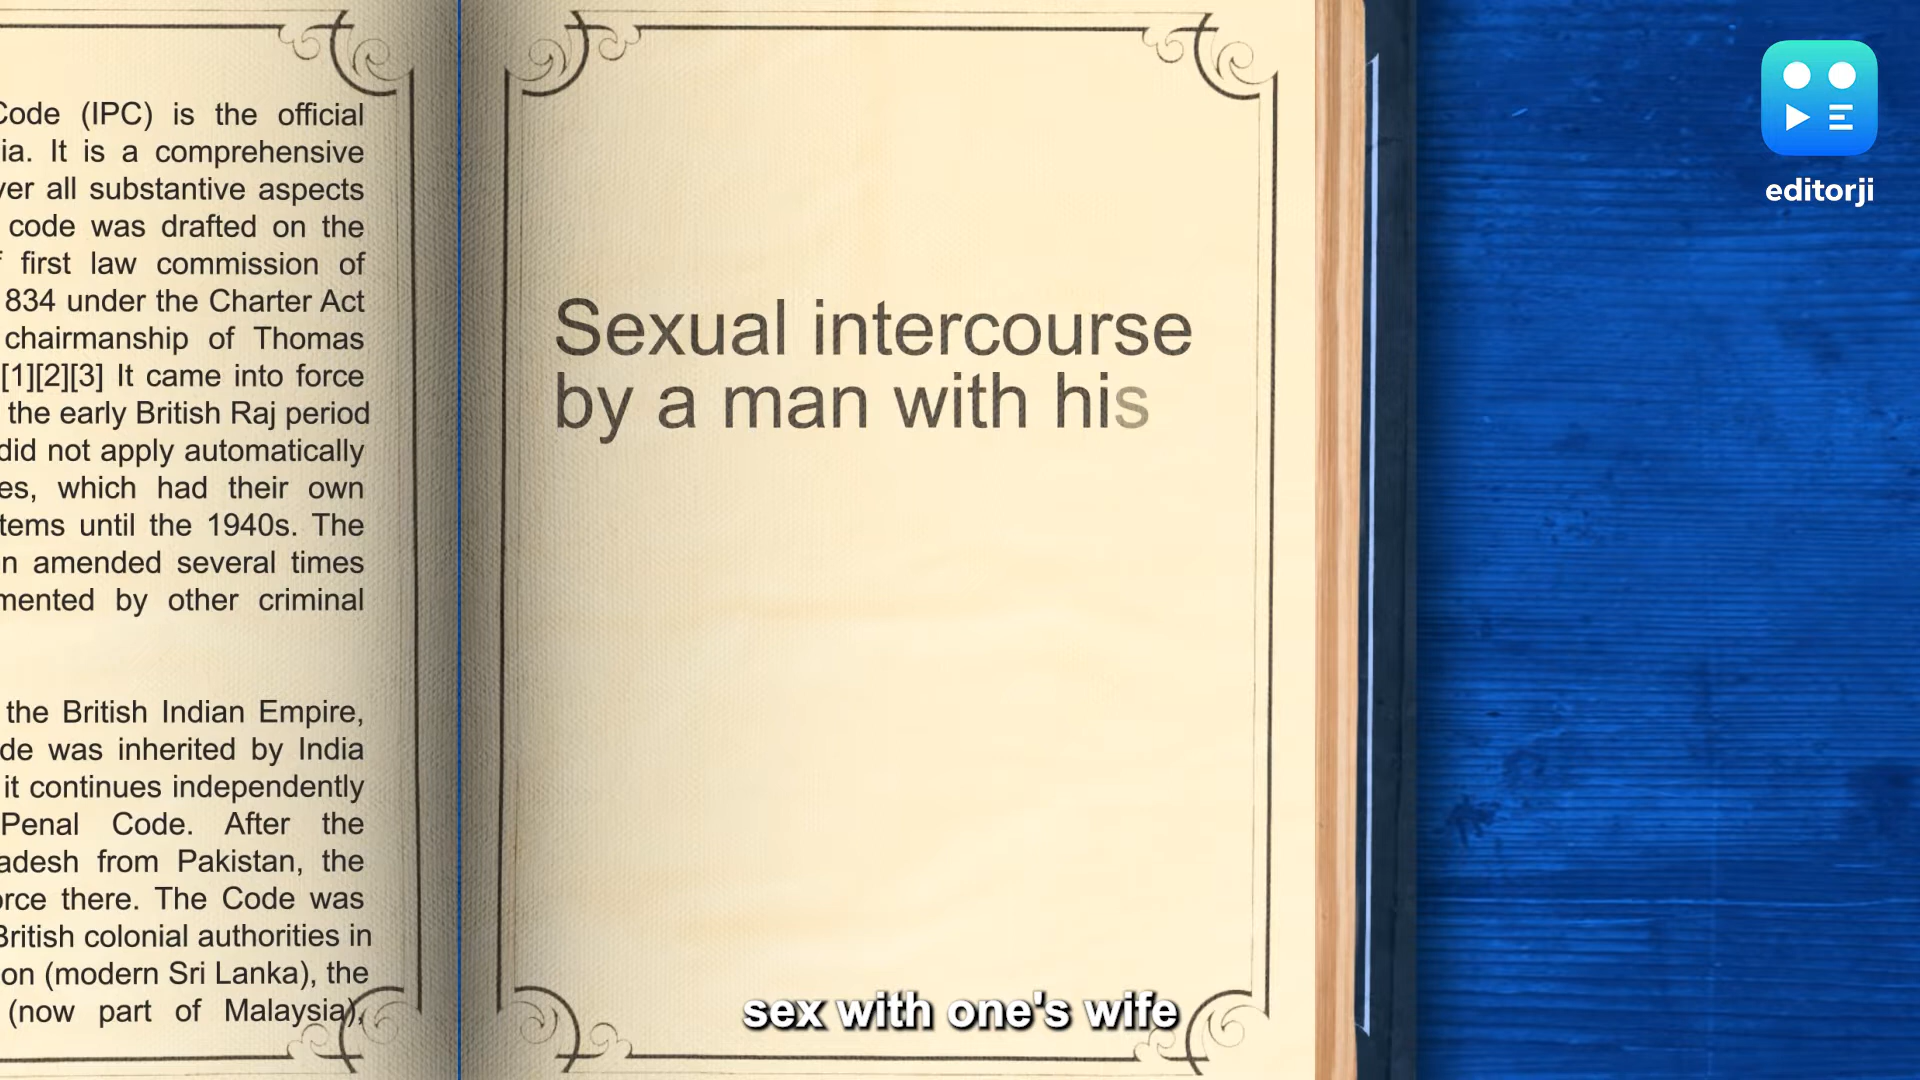 Code (IPC) is the official
ia. It is a comprehensive
ver all substantive aspects
code was drafted on the
first law commission of
834 under the Charter Act
chairmanship of Thomas
[1][2][3] It came into force
the early British Raj period
did not apply automatically
es, which had their own
tems until the 1940s. The
n amended several times
mented by other criminal
the British Indian Empire,
de was inherited by India
it continues independently
Penal Code. After the
adesh from Pakistan, the
orce there. The Code was
British colonial authorities in
on (modern Sri Lanka), the
(now part of Malaysia),
Sexual intercourse
by a man with his
sex with one's wife
editorji